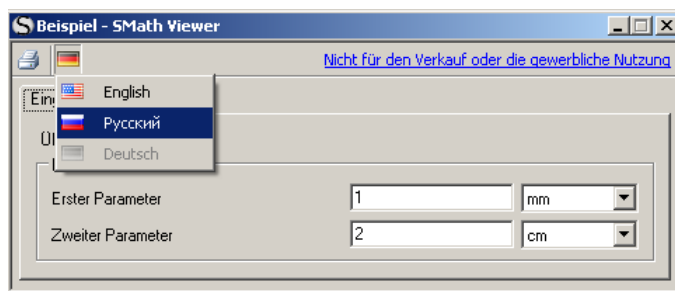 Beispiel - SMath Viewer
Nicht für den Verkauf oder die gewerbliche Nutzung
English
Русский
Deutsch
Erster Parameter 1 mm
Zweiter Parameter 2 cm